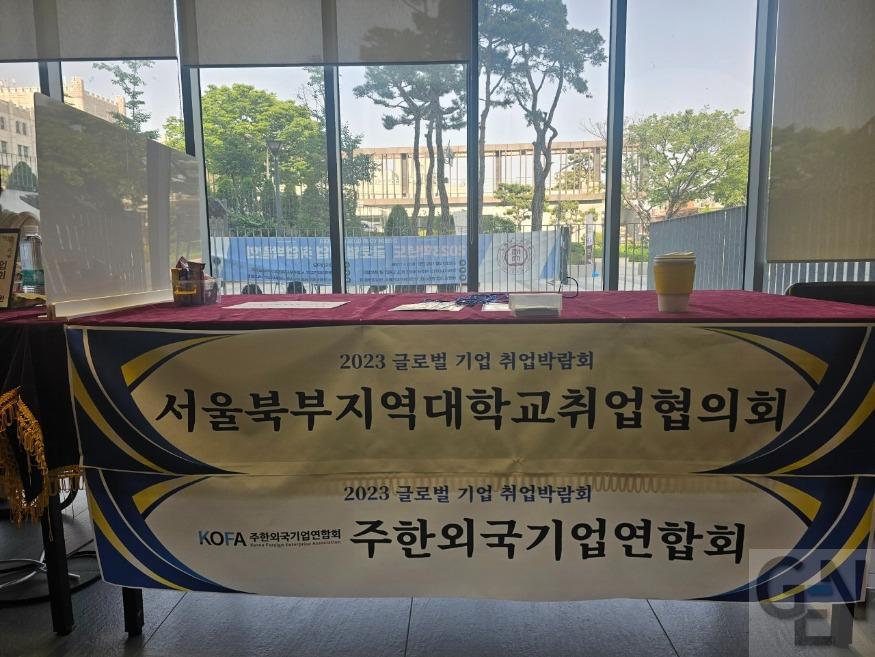 2023 글로벌 기업 취업박람회
서울북부지역대학교취업협의회
2023 글로벌 기업 취업박람회
KOFA 주한외국기업연합회 주한외국기업연합회
Korea Foreign Enterprise Association
GEN